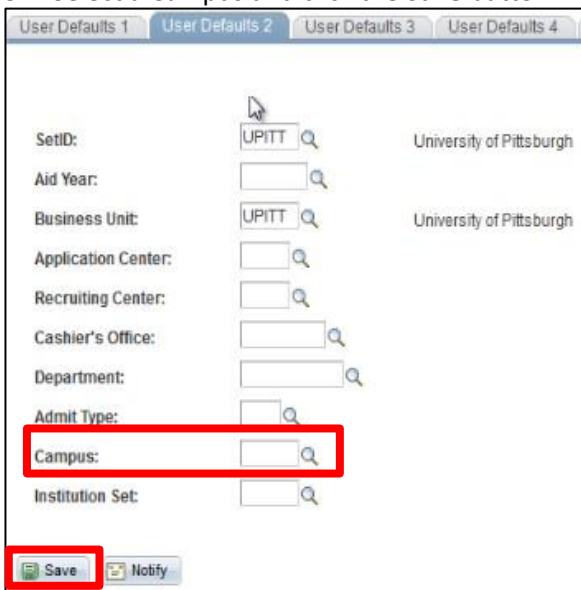 User Defaults 1 User Defaults 2 User Defaults 3 User Defaults 4
SetID: UPITT University of Pittsburgh
Aid Year:
Business Unit: UPITT University of Pittsburgh
Application Center:
Recruiting Center:
Cashier's Office:
Department:
Admit Type:
Campus:
Institution Set:
Save Notify